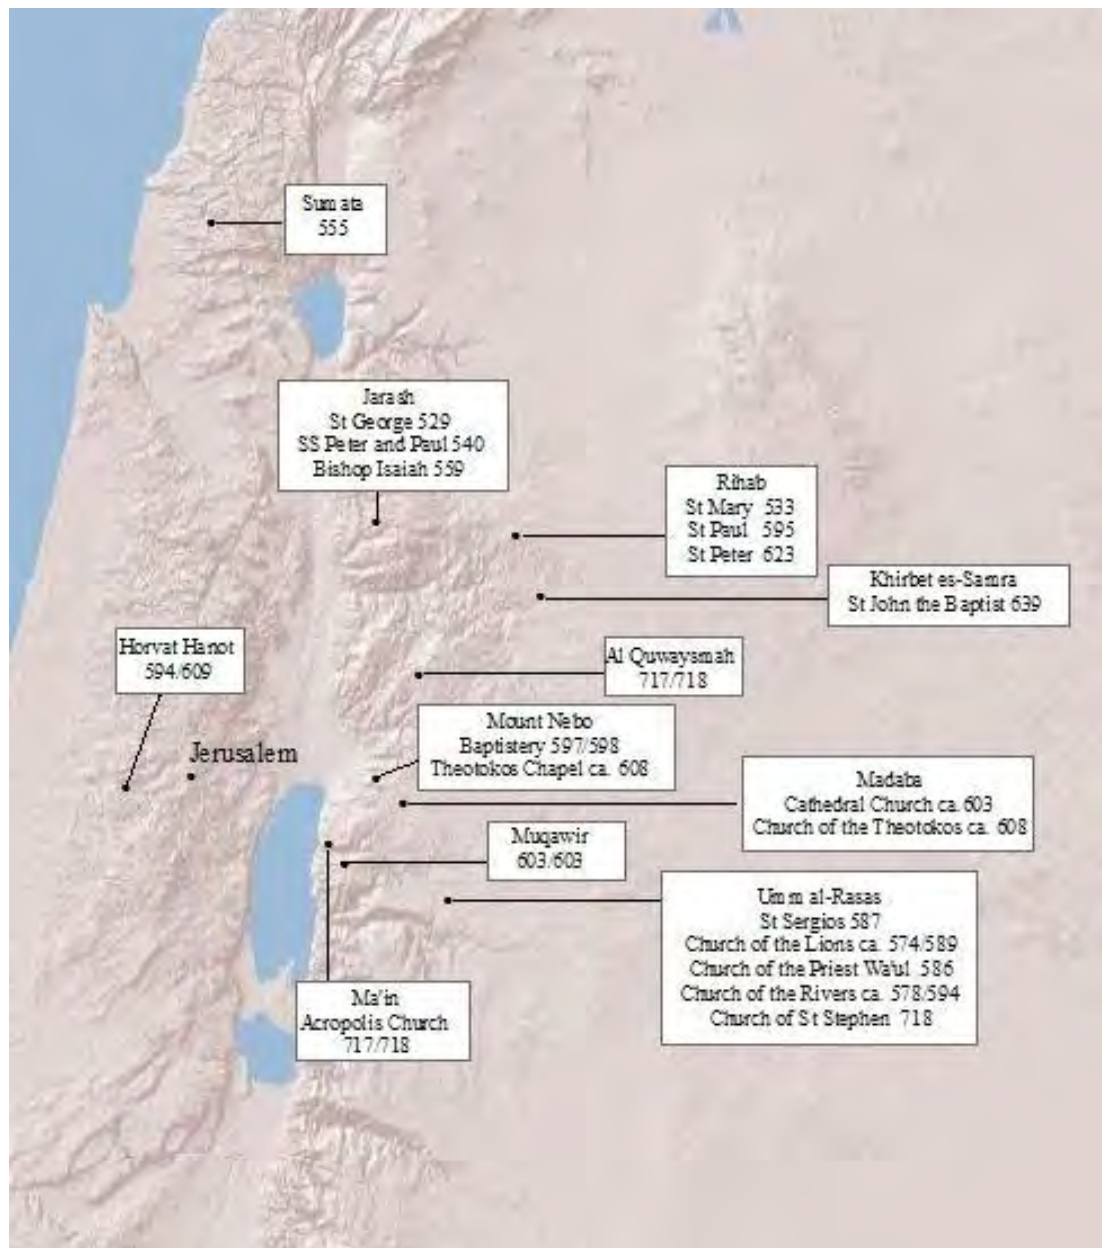 Sumata
555
Jarash
St George 529
SS Peter and Paul 540
Bishop Isaiah 559
Rihab
St Mary 533
St Paul 595
St Peter 623
Khirbet es-Samra
St John the Baptist 639
Horvat Hanot
594/609
Al Quwaysmah
717/718
Jerusalem
Mount Nebo
Baptistery 597/598
Theotokos Chapel ca. 608
Madaba
Cathedral Church ca. 603
Church of the Theotokos ca. 608
Muqawir
603/603
Umm al-Rasas
St Sergios 587
Church of the Lions ca. 574/589
Church of the Priest Wa'ul 586
Church of the Rivers ca. 578/594
Church of St Stephen 718
Ma'in
Acropolis Church
717/718